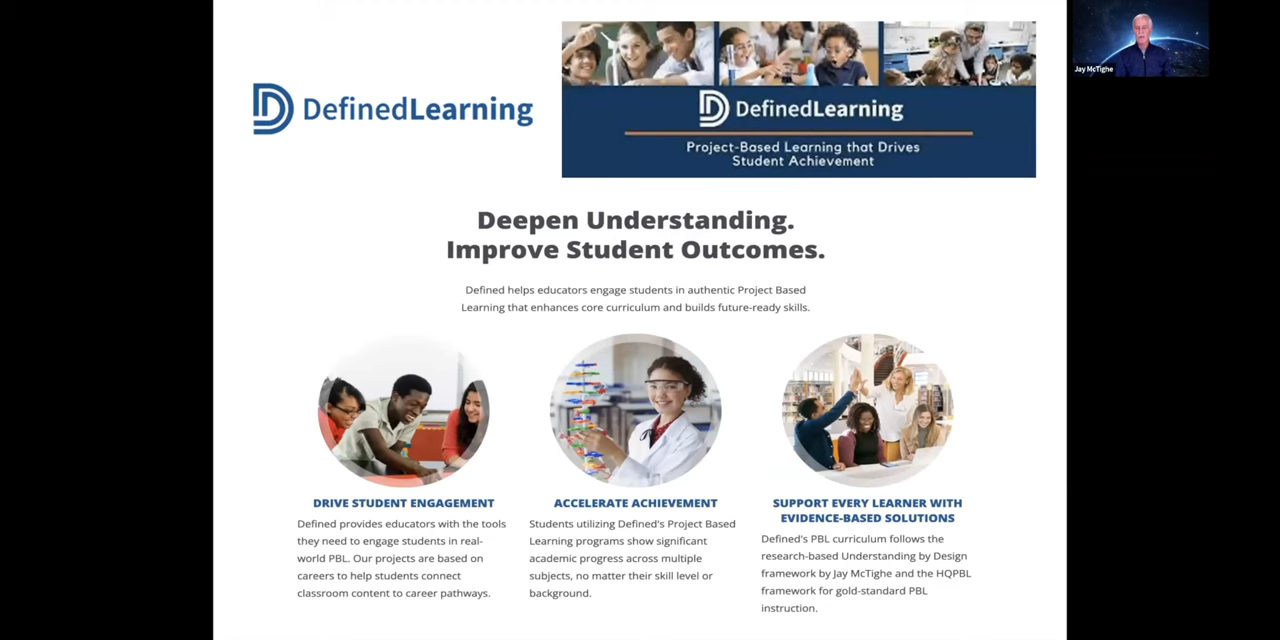 DefinedLearning
DefinedLearning
Project-Based Learning that Drives
Student Achievement
Jay McTighe
Deepen Understanding.
Improve Student Outcomes.
Defined helps educators engage students in authentic Project Based
Learning that enhances core curriculum and builds future-ready skills.
DRIVE STUDENT ENGAGEMENT
Defined provides educators with the tools
they need to engage students in real-
world PBL. Our projects are based on
careers to help students connect
classroom content to career pathways.
ACCELERATE ACHIEVEMENT
Students utilizing Defined's Project Based
Learning programs show significant
academic progress across multiple
subjects, no matter their skill level or
background.
SUPPORT EVERY LEARNER WITH
EVIDENCE-BASED SOLUTIONS
Defined's PBL curriculum follows the
research-based Understanding by Design
framework by Jay McTighe and the HQPBL
framework for gold-standard PBL
instruction.